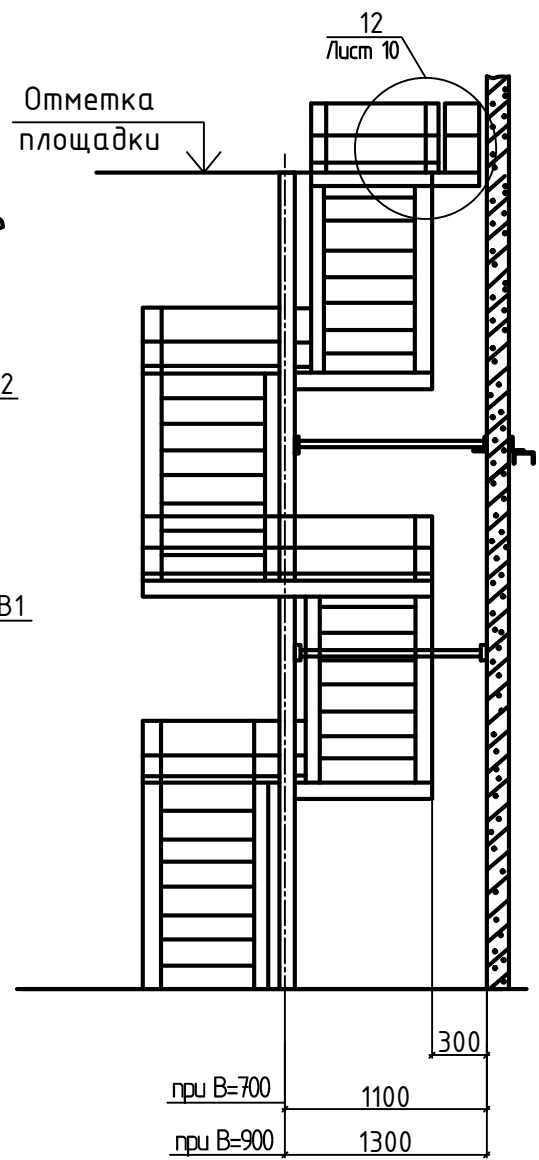 12
Лист 10
Отметка
площадки
2
В1
300
при В=700
1100
при В=900
1300